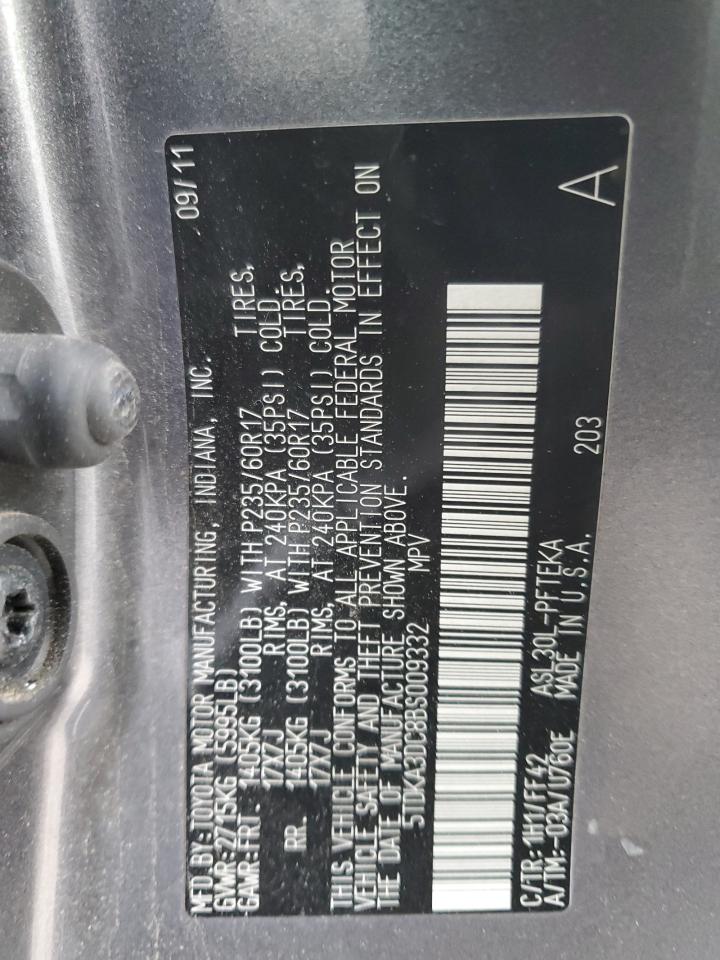 MFD BY:TOYOTA MOTOR MANUFACTURING, INDIANA, INC. 09/11
GVWR:2715KG (5995LB)
GAWR:FRT. 1405KG (3100LB) WITH P235/60R17 TIRES,
17X7J RIMS, AT 240KPA (35PSI) COLD.
RR. 1405KG (3100LB) WITH P235/60R17 TIRES,
17X7J RIMS, AT 240KPA (35PSI) COLD.
THIS VEHICLE CONFORMS TO ALL APPLICABLE FEDERAL MOTOR
VEHICLE SAFETY AND THEFT PREVENTION STANDARDS IN EFFECT ON
THE DATE OF MANUFACTURE SHOWN ABOVE.
5TDKA3DC8BS009332 MPV
C/TR:1H1/FF42 ASL30L-PFTEKA 203
A/TM:-03A/U760E MADE IN U.S.A. A